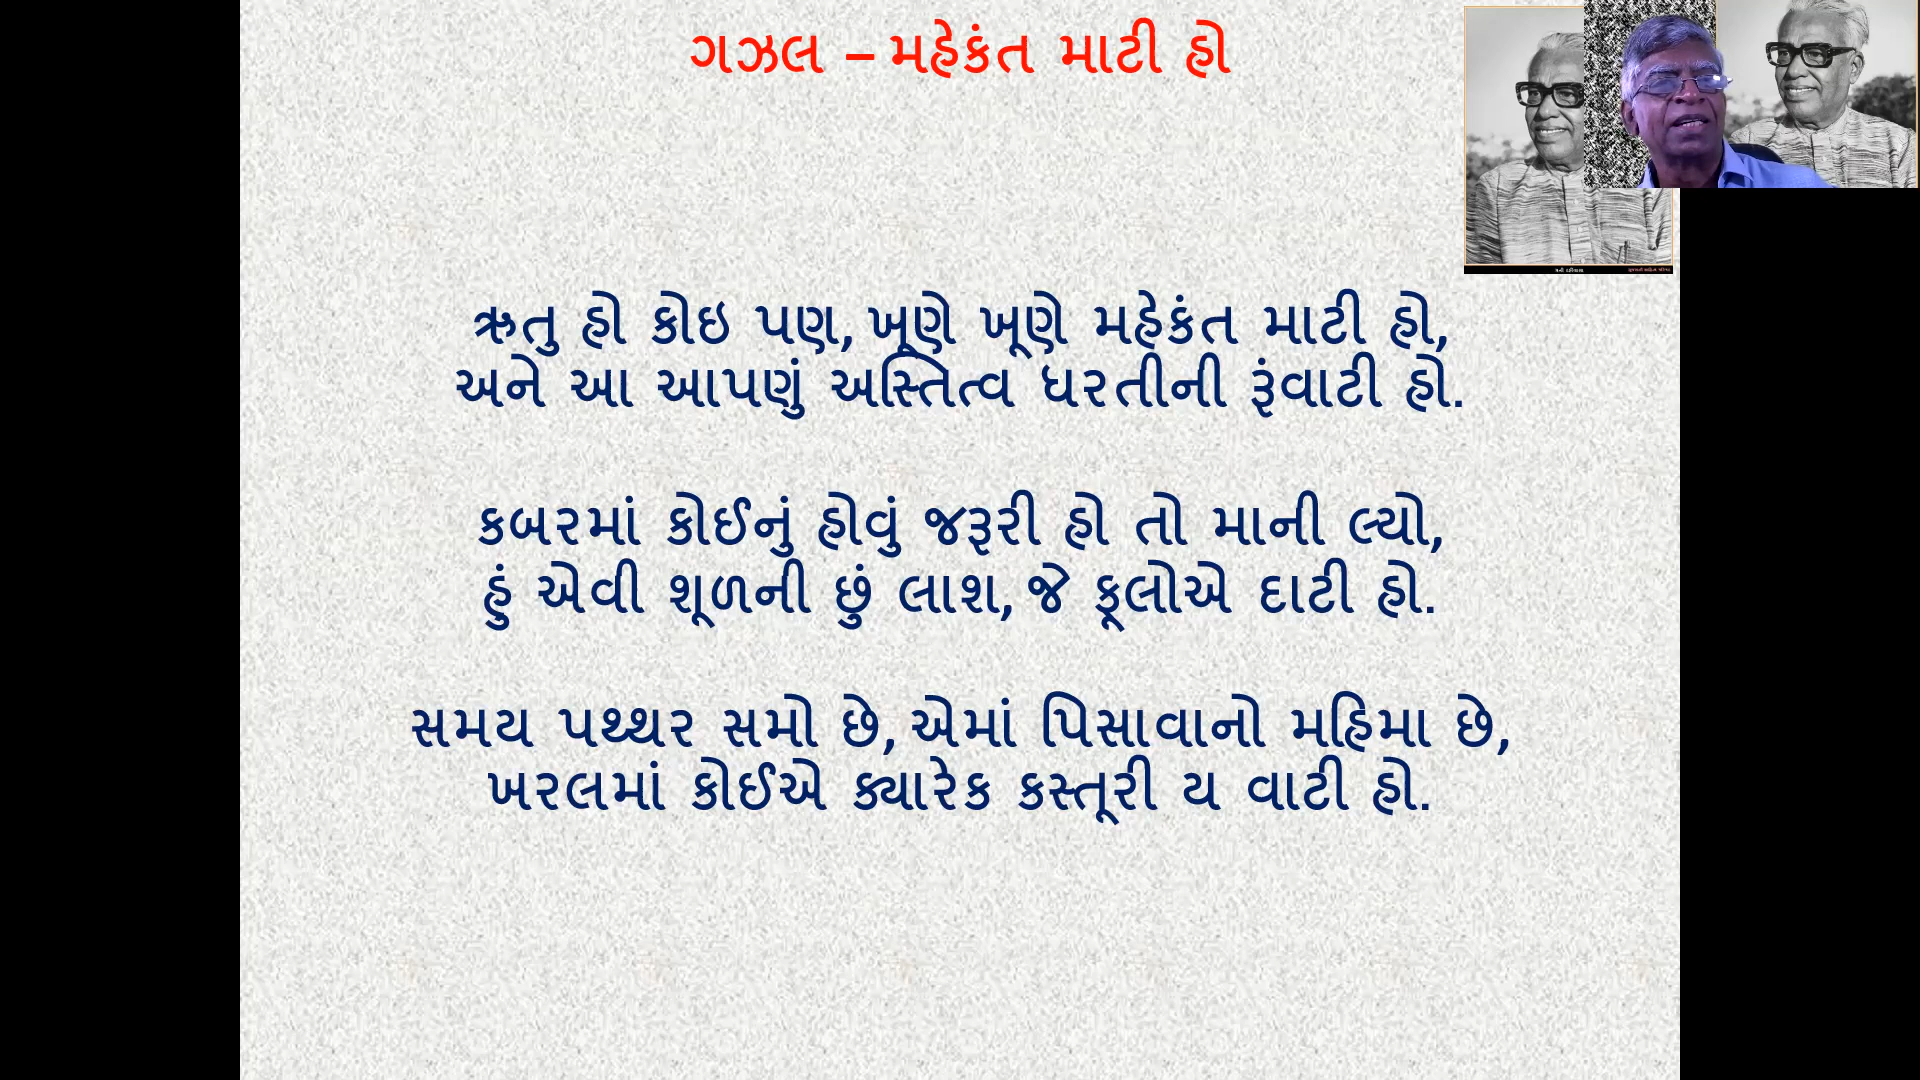 ગઝલ – મહેકંત માટી હો
ઋતુ હો કોઇ પણ, ખૂણે ખૂણે મહેકંત માટી હો,
અને આ આપણું અસ્તિત્વ ધરતીની રૂંવાટી હો.
કબરમાં કોઈનું હોવું જરૂરી હો તો માની લ્યો,
હું એવી શૂળની છું લાશ, જે ફૂલોએ દાટી હો.
સમય પથ્થર સમો છે, એમાં પિસાવાનો મહિમા છે,
ખરલમાં કોઈએ ક્યારેક કસ્તૂરી ય વાટી હો.